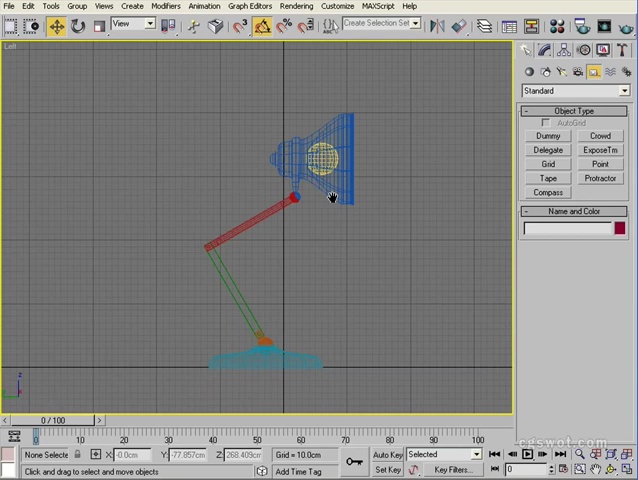 File Edit Tools Group Views Create Modifiers Animation Graph Editors Rendering Customize MAXScript Help
View 3 Create Selection Set
Left
Standard
- Object Type
AutoGrid
Dummy Crowd
Delegate ExposeTm
Grid Point
Tape Protractor
Compass
- Name and Color
z
0 / 100
0 10 20 30 40 50 60 70 80 90 100
cgswot.com
None Selecte X: -0.0cm Y: -77.857cm Z: 268.409cm Grid = 10.0cm Auto Key Selected
Click and drag to select and move objects Add Time Tag Set Key Key Filters... 0